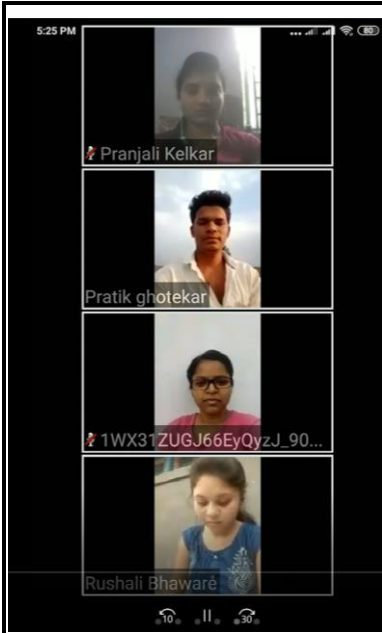 5:25 PM ... 80
Pranjali Kelkar
Pratik ghotekar
1WX31ZUGJ66EyQyzJ_90...
Rushali Bhaware
10 30